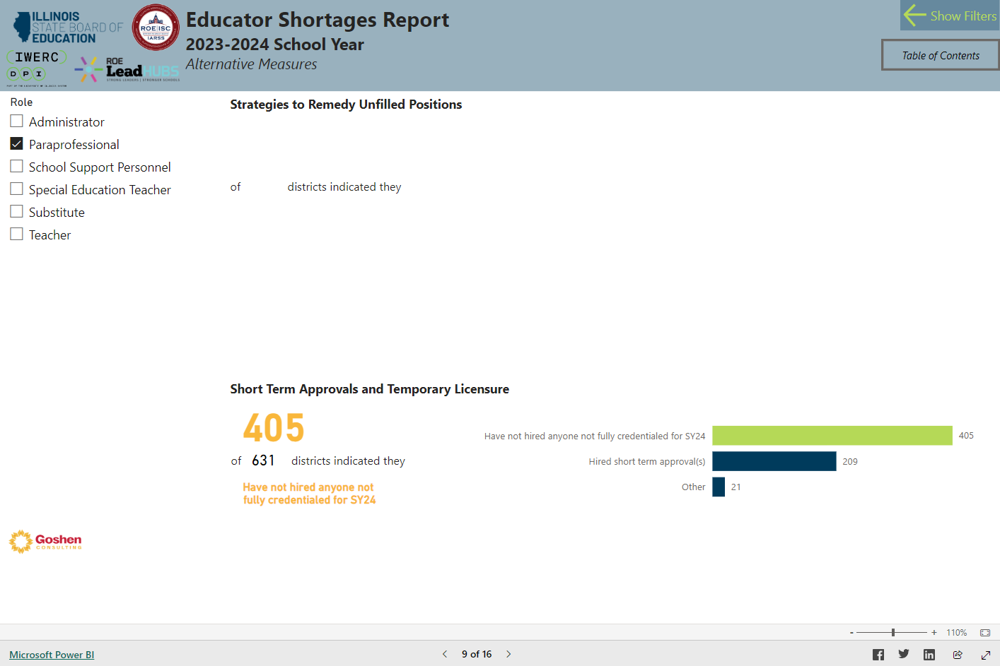 ILLINOIS
STATE BOARD OF
EDUCATION
ROE|ISC
IARSS
IWERC
DPI
ROE
LeadHUBS
STRONG LEADERS | STRONGER SCHOOLS
Educator Shortages Report
2023-2024 School Year
Alternative Measures
Show Filters
Table of Contents
Role
Administrator
Paraprofessional
School Support Personnel
Special Education Teacher
Substitute
Teacher
Strategies to Remedy Unfilled Positions
of districts indicated they
Short Term Approvals and Temporary Licensure
405
of 631 districts indicated they
Have not hired anyone not
fully credentialed for SY24
Have not hired anyone not fully credentialed for SY24 405
Hired short term approval(s) 209
Other 21
Goshen
CONSULTING
- + 110%
Microsoft Power BI
9 of 16